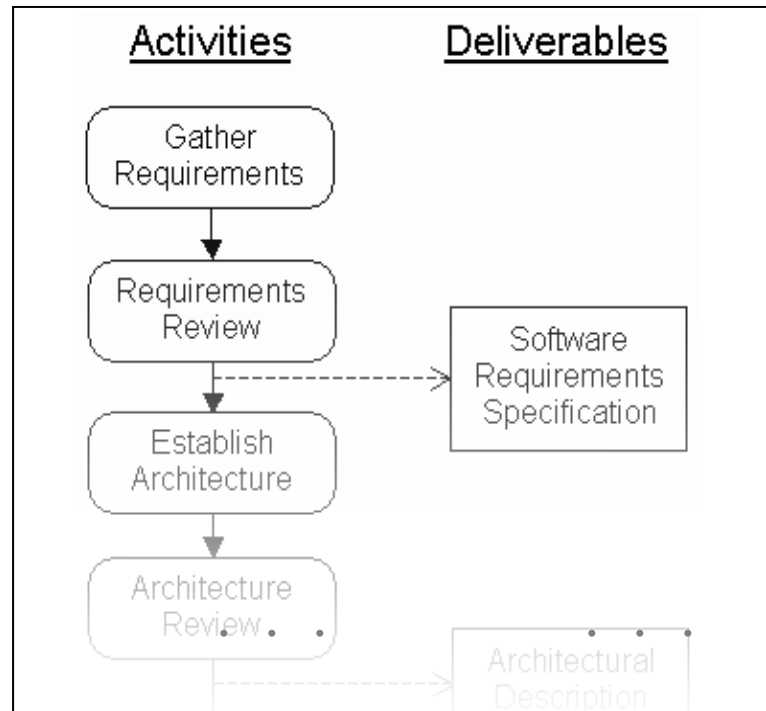 Activities
Deliverables
Gather
Requirements
Requirements
Review
Software
Requirements
Specification
Establish
Architecture
Architecture
Review
Architectural
Description